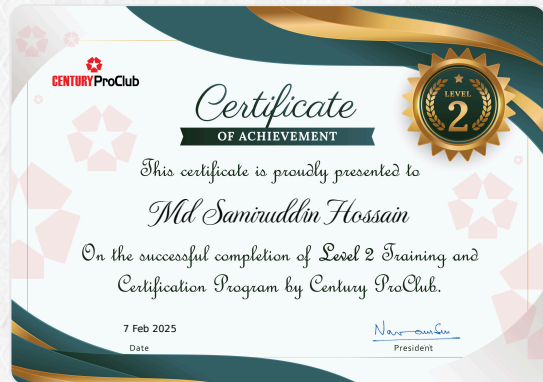 CENTURY ProClub
Certificate
OF ACHIEVEMENT
LEVEL
2
This certificate is proudly presented to
Md Samiruddin Hossain
On the successful completion of Level 2 Training and
Certification Program by Century ProClub.
7 Feb 2025
Date
President